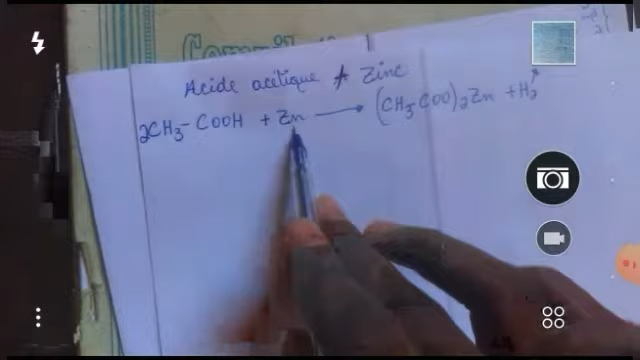 Acide acétique + Zinc
2CH₃-COOH + Zn ⟶ (CH₃COO)₂Zn + H₂↑